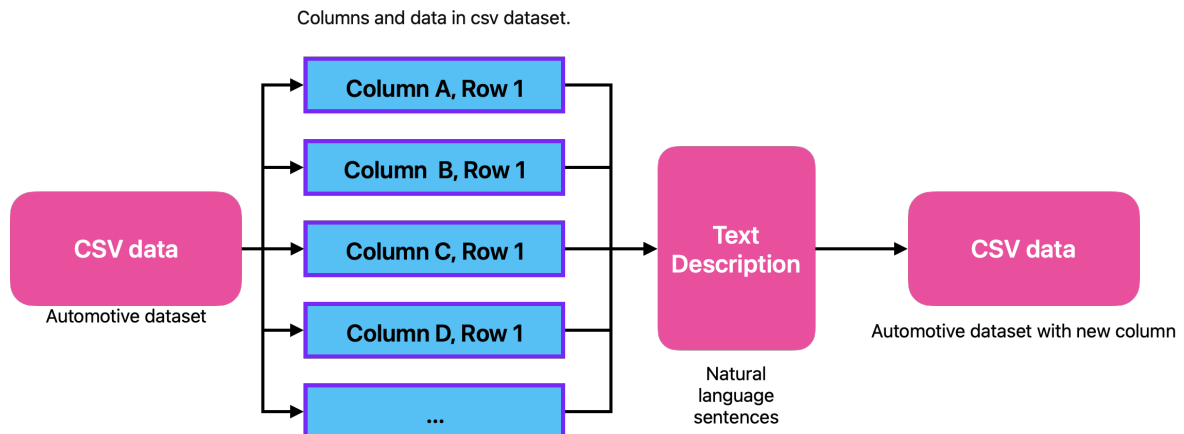 Columns and data in csv dataset.
Column A, Row 1
Column B, Row 1
CSV data
Automotive dataset
Column C, Row 1
Column D, Row 1
...
Text
Description
Natural
language
sentences
CSV data
Automotive dataset with new column